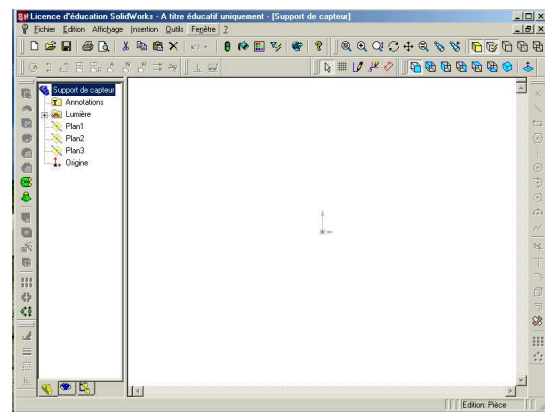 SW Licence d'éducation SolidWorks - A titre éducatif uniquement - [Support de capteur]
Fichier Edition Affichage Insertion Outils Fenêtre ?
Support de capteur
Annotations
Lumière
Plan1
Plan2
Plan3
Origine
Edition: Pièce